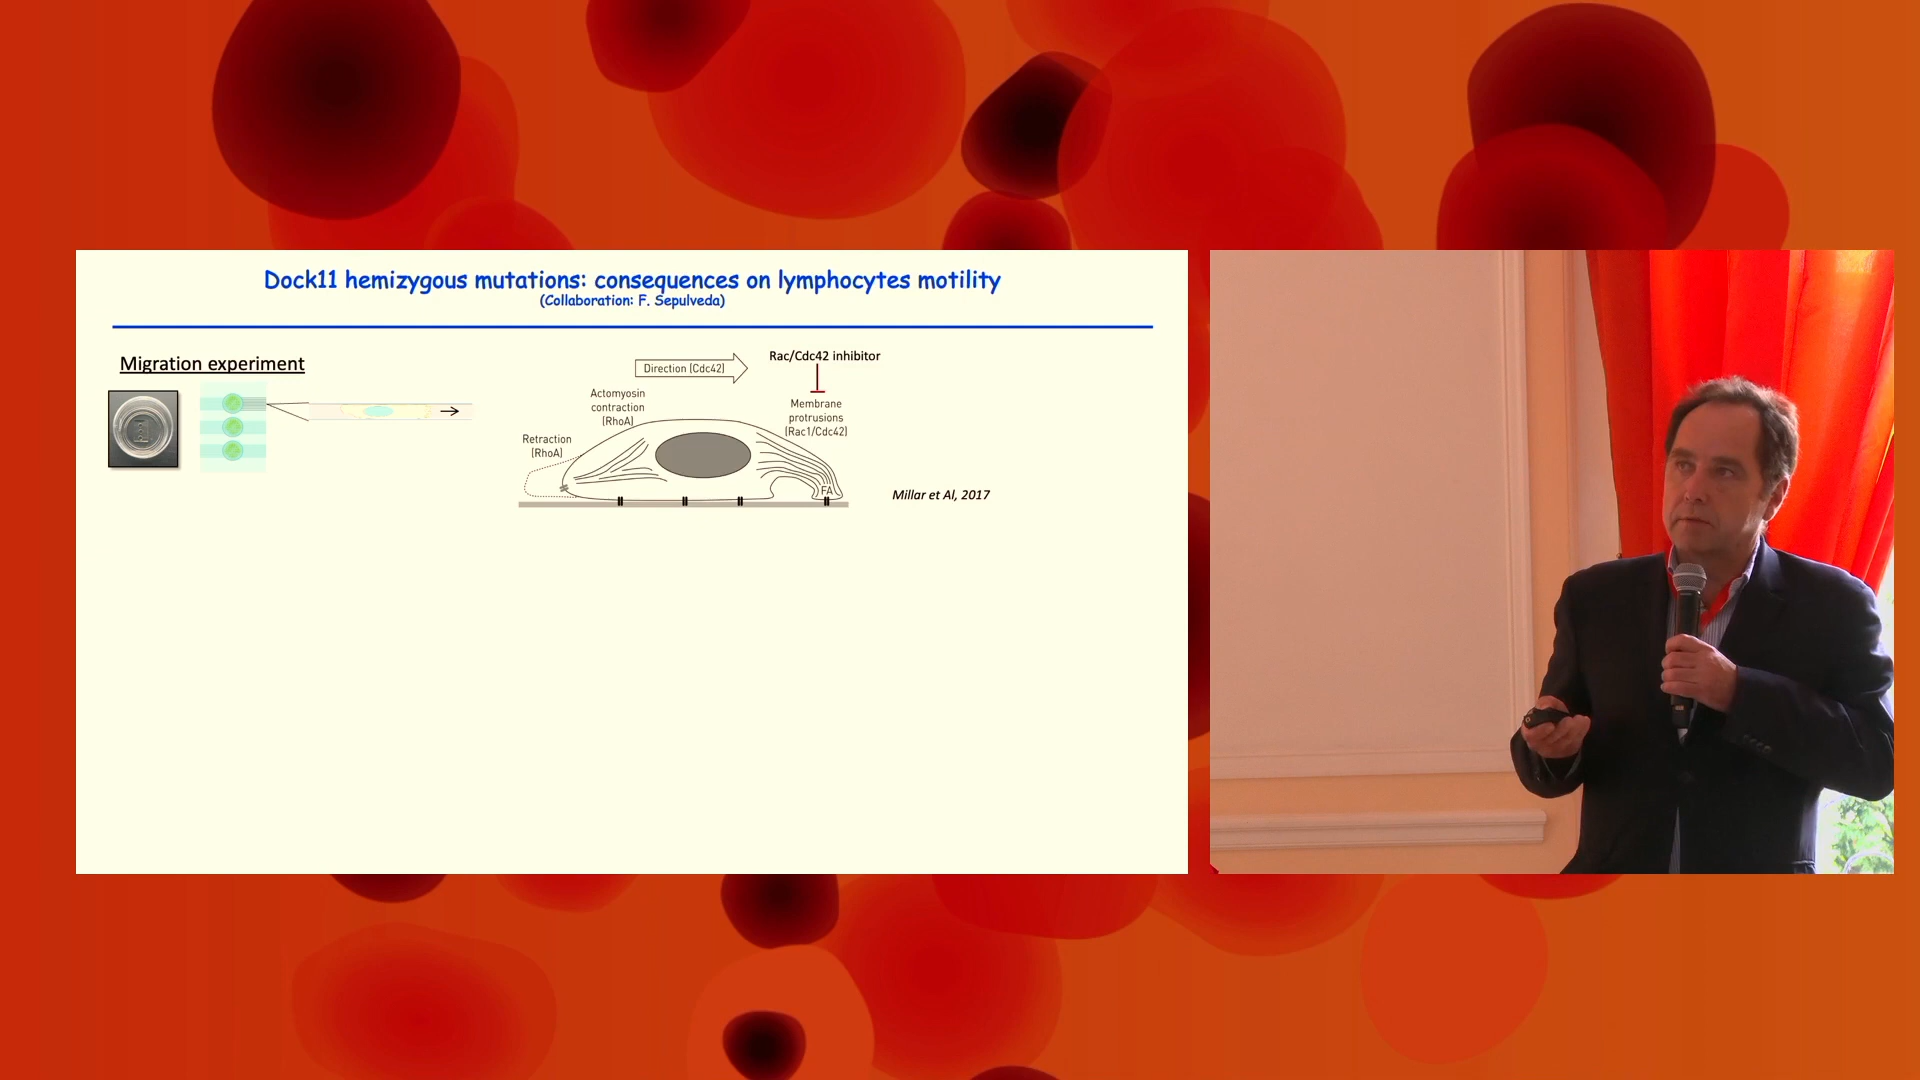 Dock11 hemizygous mutations: consequences on lymphocytes motility
(Collaboration: F. Sepulveda)
Migration experiment
Direction (Cdc42)
Rac/Cdc42 inhibitor
Actomyosin
contraction
(RhoA)
Membrane
protrusions
(Rac1/Cdc42)
Retraction
(RhoA)
FA
Millar et Al, 2017